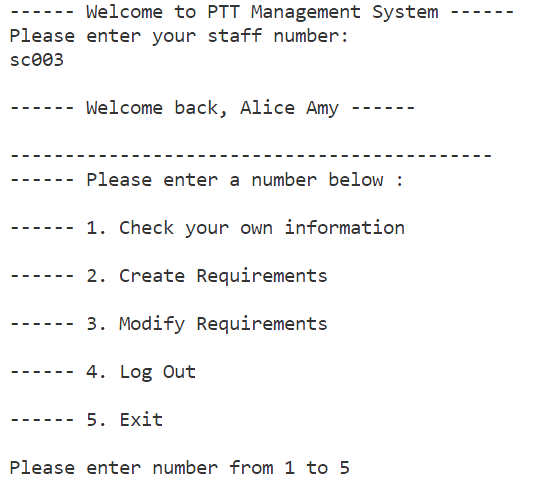 ------ Welcome to PTT Management System ------
Please enter your staff number:
sc003
------ Welcome back, Alice Amy ------
--------------------------------------------
------ Please enter a number below :
------ 1. Check your own information
------ 2. Create Requirements
------ 3. Modify Requirements
------ 4. Log Out
------ 5. Exit
Please enter number from 1 to 5